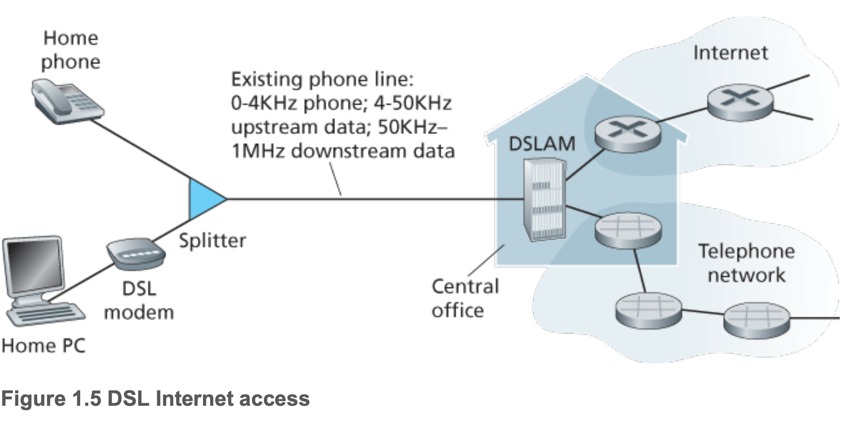 Home
phone
Existing phone line:
0-4KHz phone; 4-50KHz
upstream data; 50KHz–
1MHz downstream data
Internet
DSLAM
Splitter
DSL
modem
Home PC
Central
office
Telephone
network
Figure 1.5 DSL Internet access